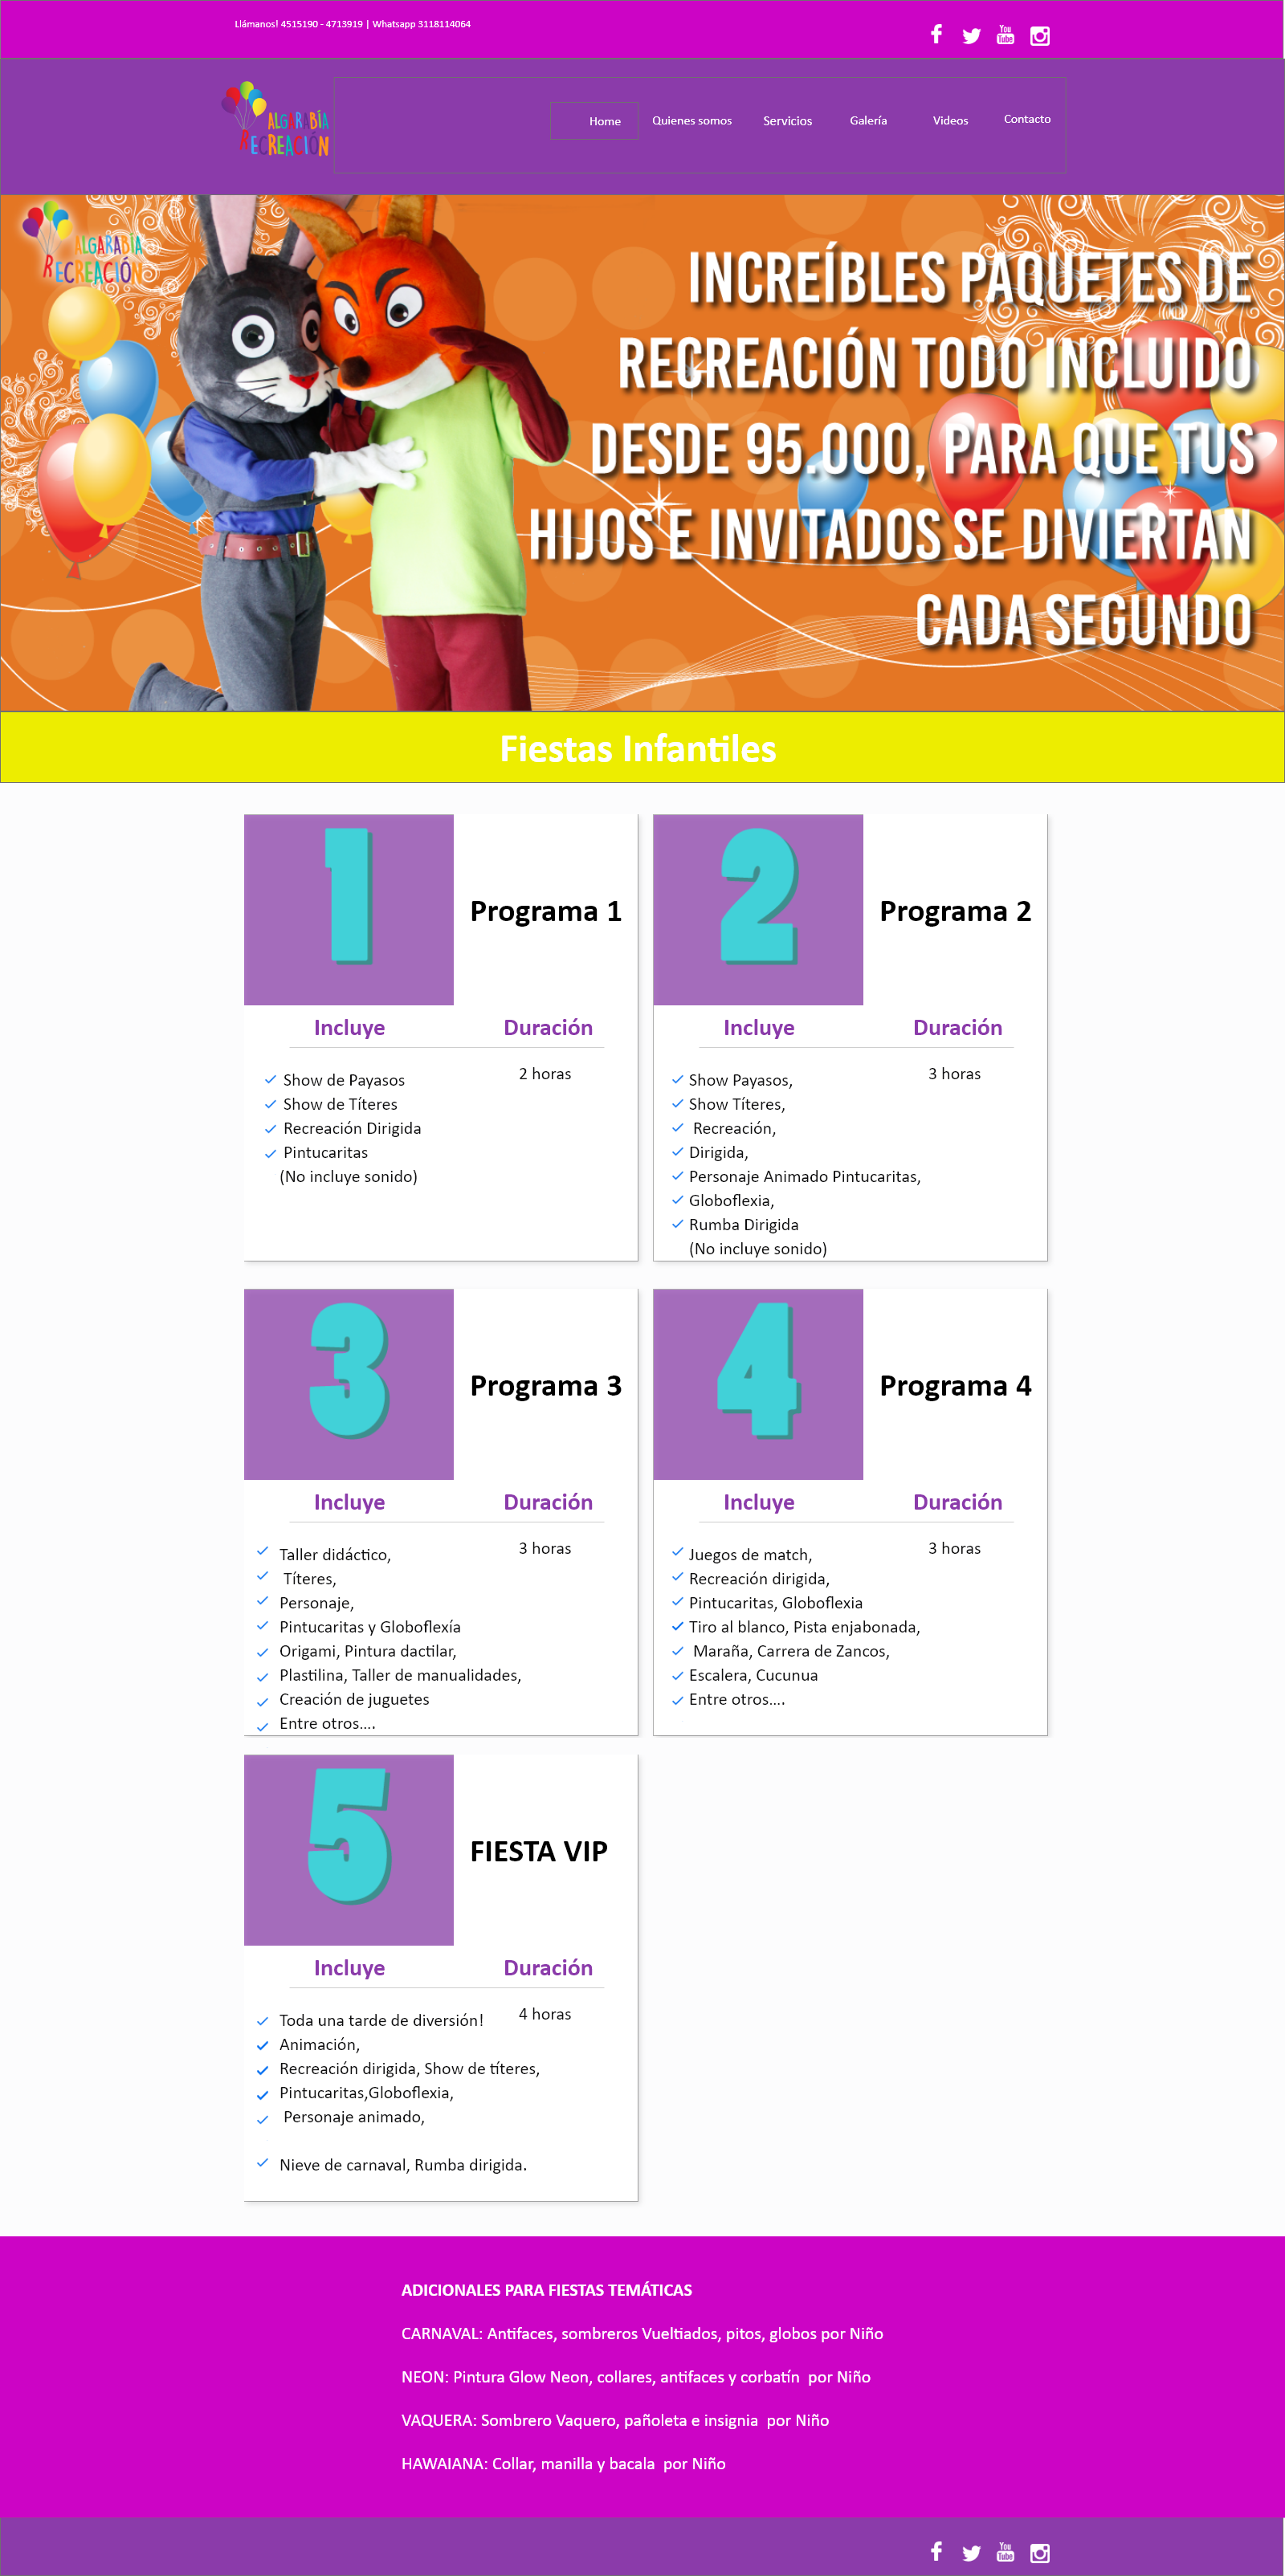 Llámanos! 4515190 - 4713919 | Whatsapp 3118114064
You
Tube
ALGARABÍA
RECREACIÓN
Home
Quienes somos
Servicios
Galería
Videos
Contacto
ALGARABÍA
RECREACIÓN
INCREÍBLES PAQUETES DE
RECREACIÓN TODO INCLUIDO
DESDE 95.000, PARA QUE TUS
HIJOS E INVITADOS SE DIVIERTAN
CADA SEGUNDO
Fiestas Infantiles
1
Programa 1
Incluye
Duración
2 horas
Show de Payasos
Show de Títeres
Recreación Dirigida
Pintucaritas
(No incluye sonido)
2
Programa 2
Incluye
Duración
3 horas
Show Payasos,
Show Títeres,
Recreación,
Dirigida,
Personaje Animado Pintucaritas,
Globoflexia,
Rumba Dirigida
(No incluye sonido)
3
Programa 3
Incluye
Duración
3 horas
Taller didáctico,
Títeres,
Personaje,
Pintucaritas y Globoflexía
Origami, Pintura dactilar,
Plastilina, Taller de manualidades,
Creación de juguetes
Entre otros....
4
Programa 4
Incluye
Duración
3 horas
Juegos de match,
Recreación dirigida,
Pintucaritas, Globoflexia
Tiro al blanco, Pista enjabonada,
Maraña, Carrera de Zancos,
Escalera, Cucunua
Entre otros....
5
FIESTA VIP
Incluye
Duración
4 horas
Toda una tarde de diversión!
Animación,
Recreación dirigida, Show de títeres,
Pintucaritas,Globoflexia,
Personaje animado,
Nieve de carnaval, Rumba dirigida.
ADICIONALES PARA FIESTAS TEMÁTICAS
CARNAVAL: Antifaces, sombreros Vueltiados, pitos, globos por Niño
NEON: Pintura Glow Neon, collares, antifaces y corbatín  por Niño
VAQUERA: Sombrero Vaquero, pañoleta e insignia  por Niño
HAWAIANA: Collar, manilla y bacala  por Niño
You
Tube